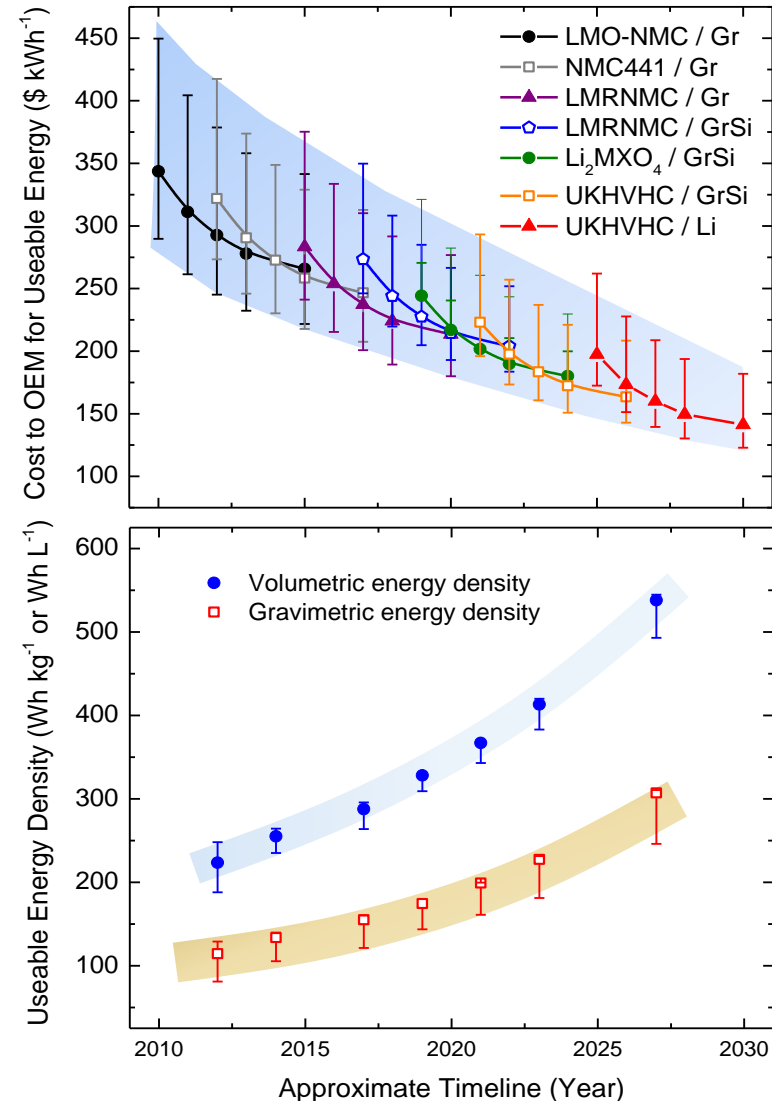 Cost to OEM for Useable Energy ($ kWh⁻¹)
450
400
350
300
250
200
150
100
LMO-NMC / Gr
NMC441 / Gr
LMRNMC / Gr
LMRNMC / GrSi
Li₂MXO₄ / GrSi
UKHVHC / GrSi
UKHVHC / Li
Useable Energy Density (Wh kg⁻¹ or Wh L⁻¹)
600
500
400
300
200
100
Volumetric energy density
Gravimetric energy density
2010 2015 2020 2025 2030
Approximate Timeline (Year)